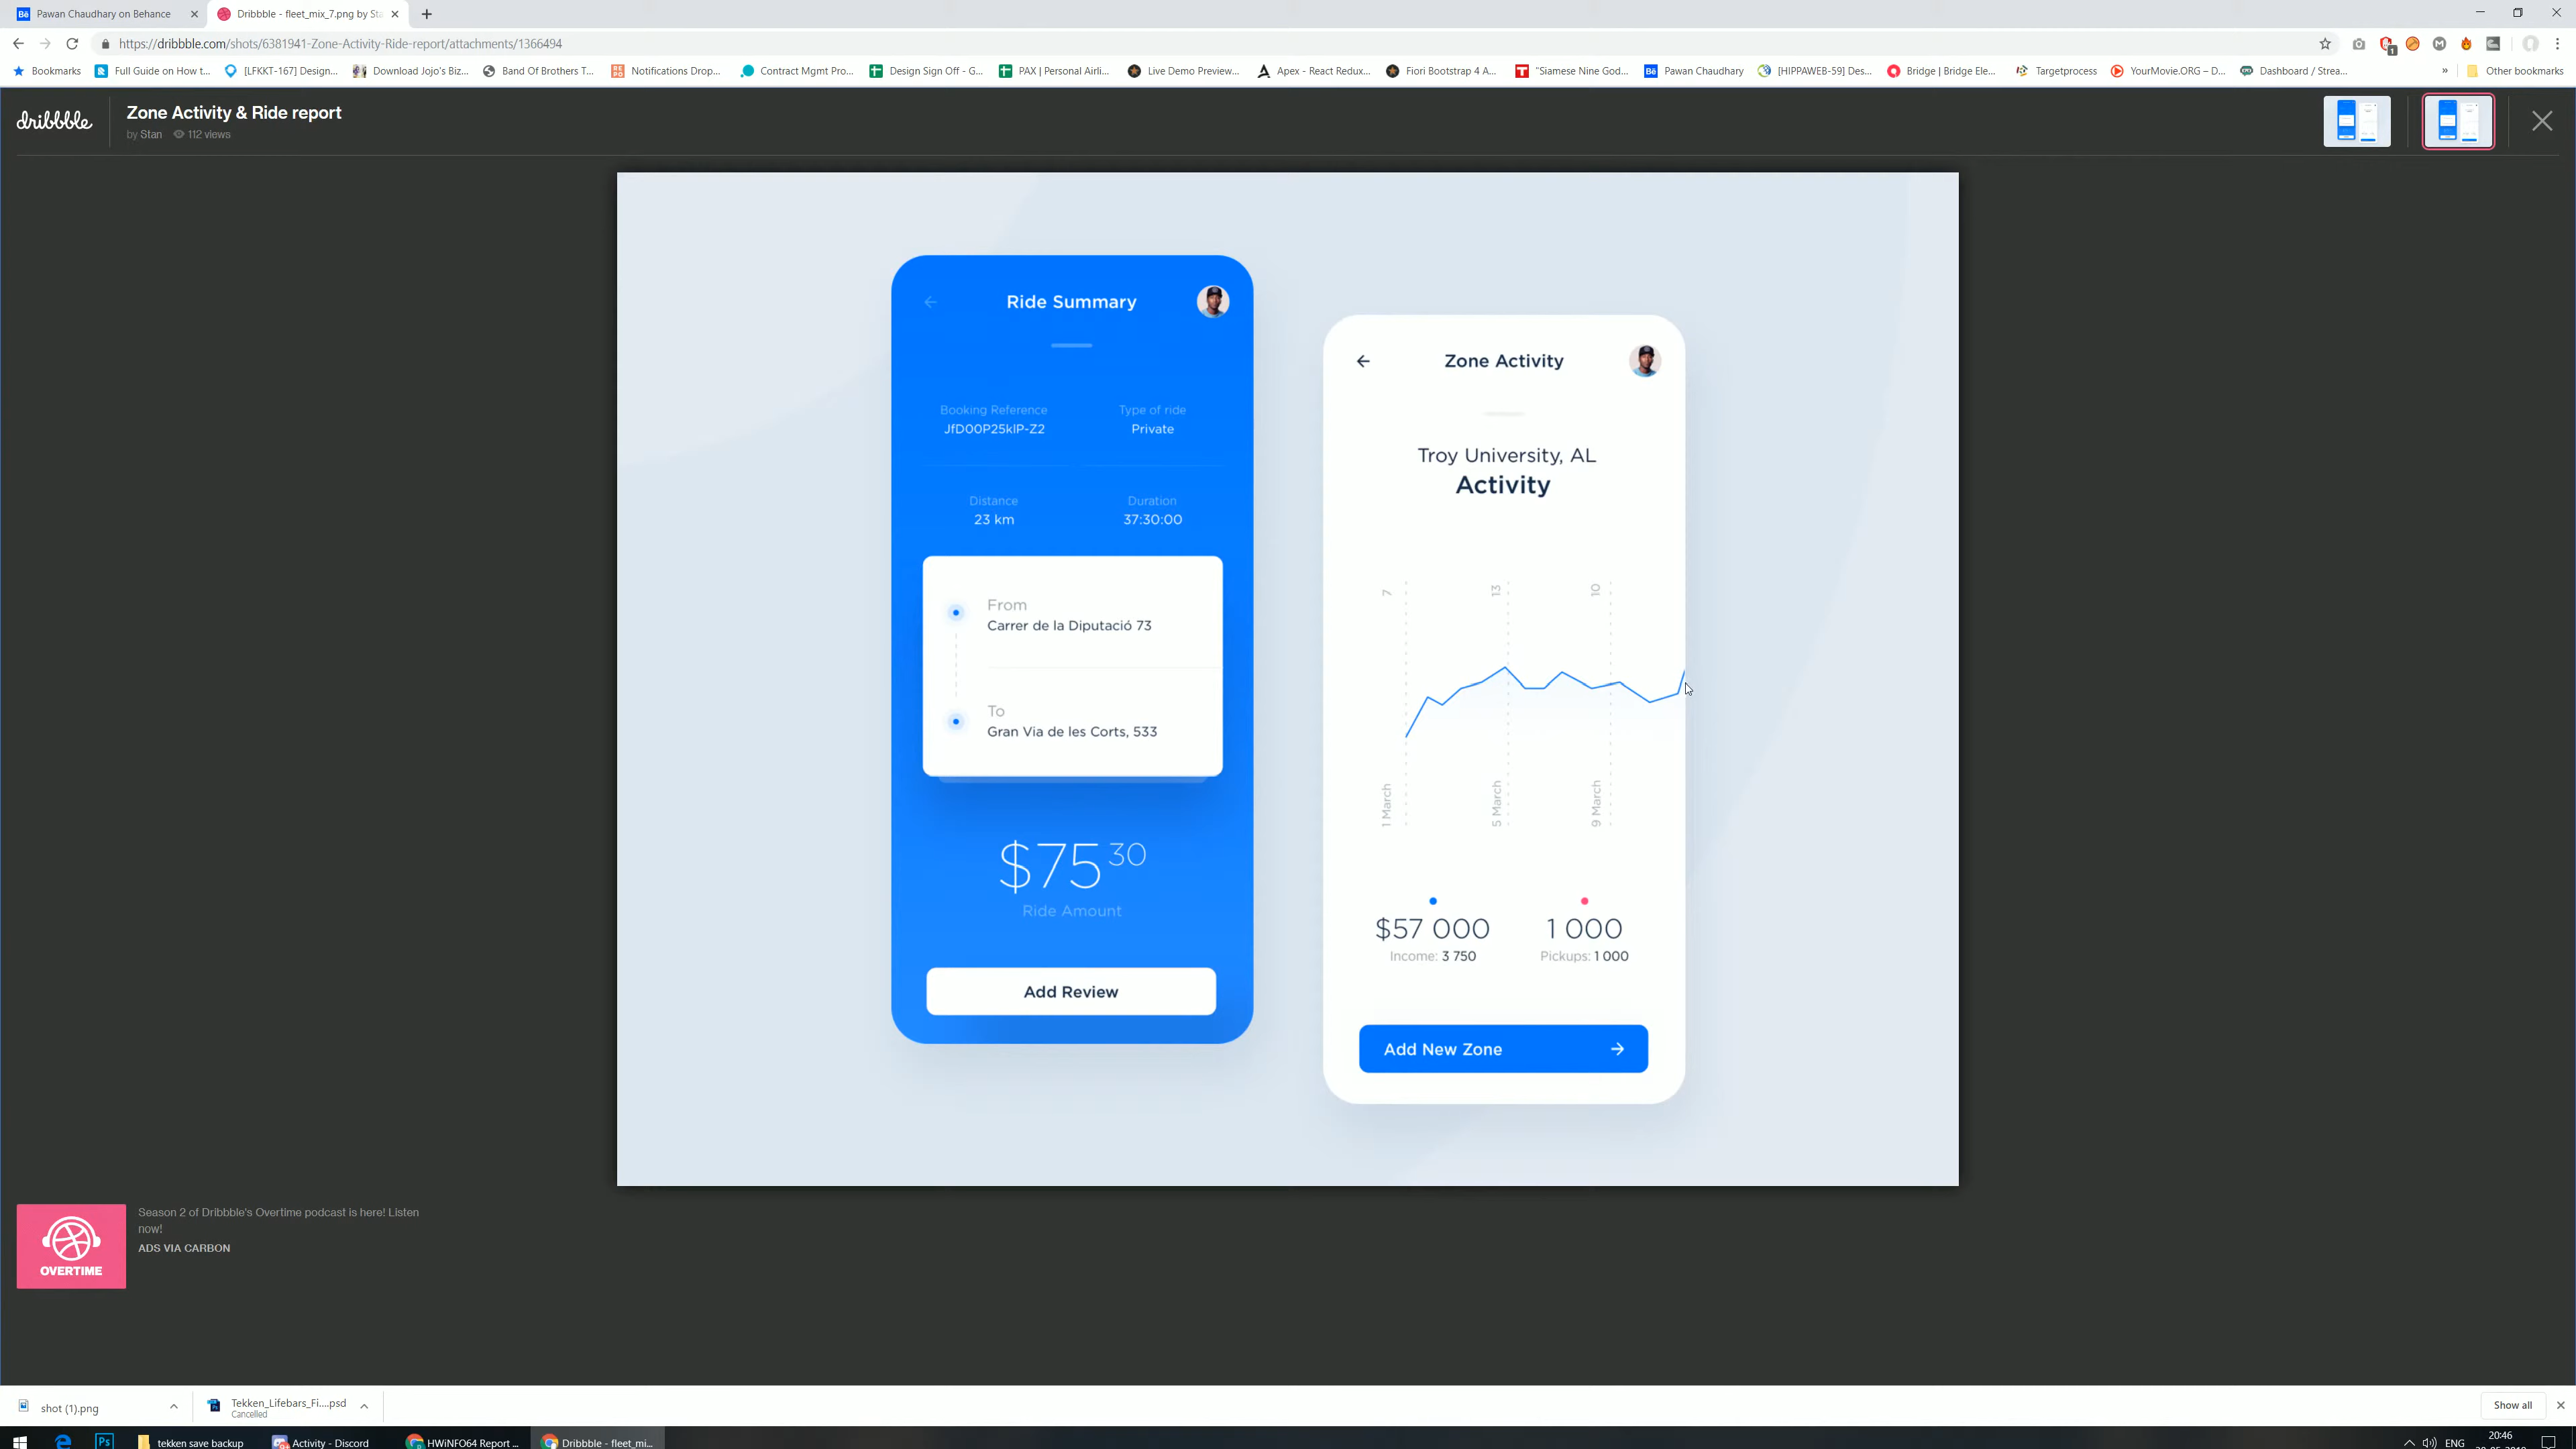 Pawan Chaudhary on Behance
Dribbble - fleet_mix_7.png by Sta
https://dribbble.com/shots/6381941-Zone-Activity-Ride-report/attachments/1366494
Bookmarks
Full Guide on How t...
[LFKKT-167] Design...
Download Jojo's Biz...
Band Of Brothers T...
Notifications Drop...
Contract Mgmt Pro...
Design Sign Off - G...
PAX | Personal Airli...
Live Demo Preview...
Apex - React Redux...
Fiori Bootstrap 4 A...
"Siamese Nine God...
Pawan Chaudhary
[HIPPAWEB-59] Des...
Bridge | Bridge Ele...
Targetprocess
YourMovie.ORG – D...
Dashboard / Strea...
»
Other bookmarks
dribbble
Zone Activity & Ride report
by Stan 112 views
Ride Summary
Booking Reference
JfD00P25kIP-Z2
Type of ride
Private
Distance
23 km
Duration
37:30:00
From
Carrer de la Diputació 73
To
Gran Via de les Corts, 533
$75 30
Ride Amount
Add Review
Zone Activity
Troy University, AL
Activity
7
13
10
1 March
5 March
9 March
$57 000
Income: 3 750
1 000
Pickups: 1 000
Add New Zone
OVERTIME
Season 2 of Dribbble's Overtime podcast is here! Listen
now!
ADS VIA CARBON
shot (1).png
Tekken_Lifebars_Fi....psd
Cancelled
Show all
Ps
tekken save backup
Activity - Discord
HWiNFO64 Report ...
Dribbble - fleet_mi...
ENG
20:46